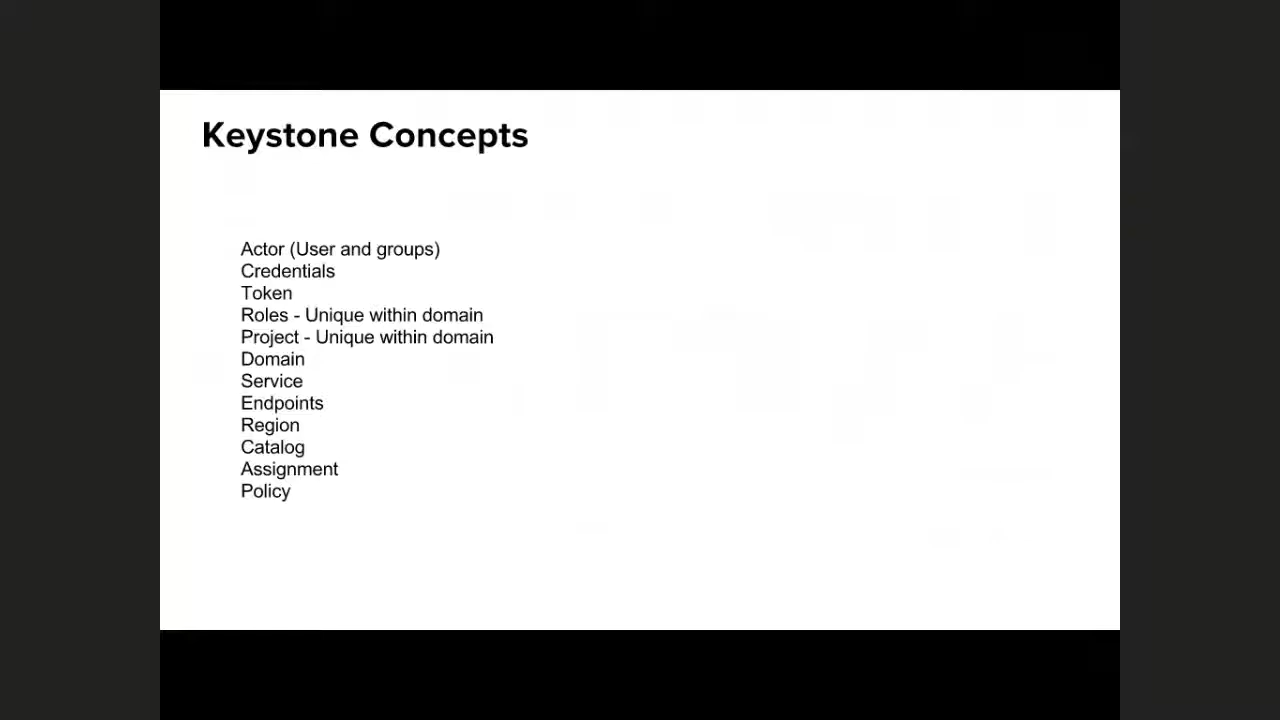 Keystone Concepts
Actor (User and groups)
Credentials
Token
Roles - Unique within domain
Project - Unique within domain
Domain
Service
Endpoints
Region
Catalog
Assignment
Policy